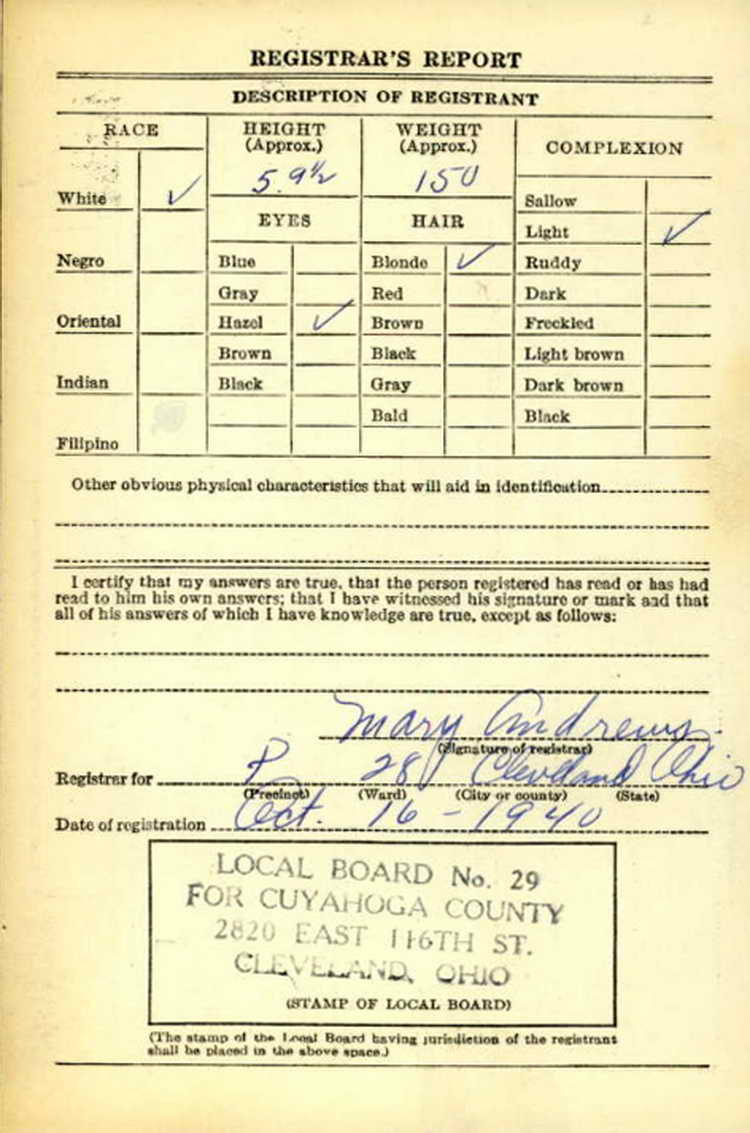 REGISTRAR'S REPORT
DESCRIPTION OF REGISTRANT
RACE
HEIGHT
(Approx.)
WEIGHT
(Approx.)
COMPLEXION
5. 9½
150
White ✓
Sallow
EYES
HAIR
Light ✓
Negro
Blue
Blonde ✓
Ruddy
Gray
Red
Dark
Oriental
Hazel ✓
Brown
Freckled
Brown
Black
Light brown
Indian
Black
Gray
Dark brown
Bald
Black
Filipino
Other obvious physical characteristics that will aid in identification
I certify that my answers are true, that the person registered has read or has had
read to him his own answers; that I have witnessed his signature or mark and that
all of his answers of which I have knowledge are true, except as follows:
Mary Andrews
(Signature of registrar)
Registrar for P 28 Cleveland Ohio
(Precinct) (Ward) (City or county) (State)
Date of registration Oct. 16 - 1940
LOCAL BOARD No. 29
FOR CUYAHOGA COUNTY
2820 EAST 116TH ST.
CLEVELAND, OHIO
(STAMP OF LOCAL BOARD)
(The stamp of the Local Board having jurisdiction of the registrant
shall be placed in the above space.)